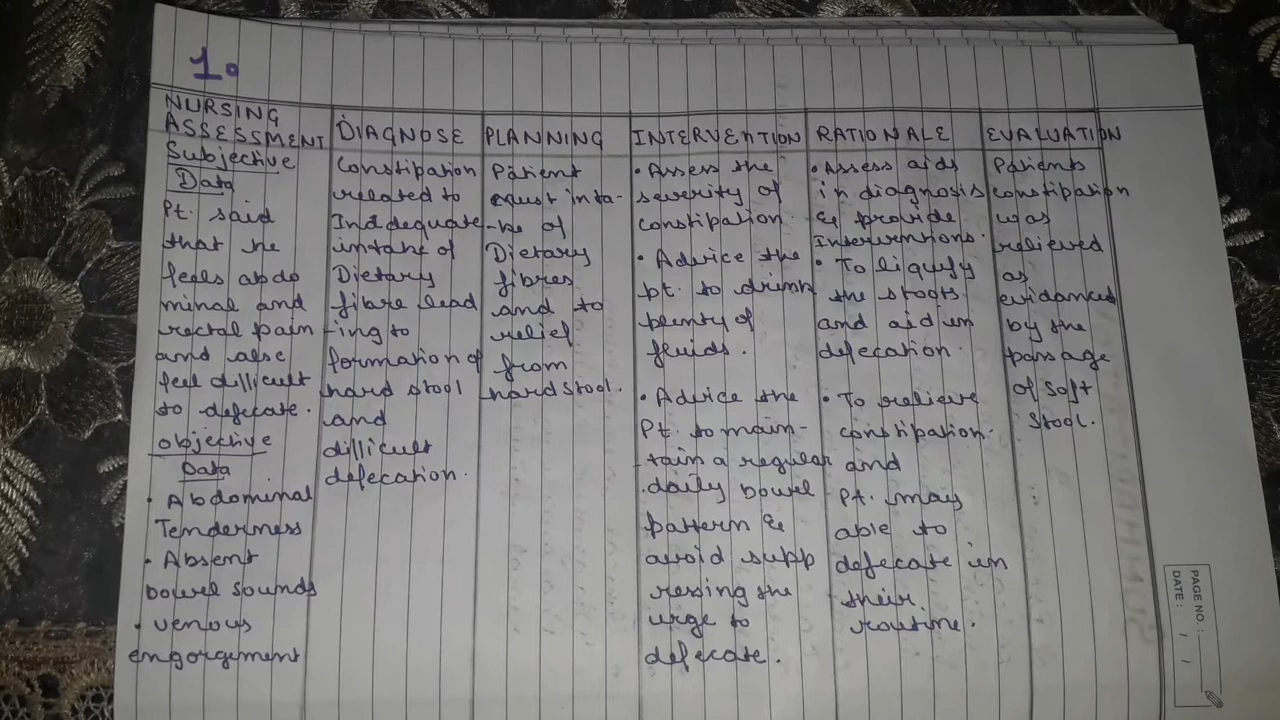 1.
NURSING
ASSESSMENT
Subjective
Data
Pt. said
that he
feels abdo
minal and
rectal pain
and also
feel difficult
to defecate.
Objective
Data
• Abdominal
Tenderness
• Absent
bowel sounds
• venous
engorgement
DIAGNOSE
Constipation
related to
Inadequate
intake of
Dietary
fibre lead
-ing to
formation of
hard stool
and
difficult
defecation.
PLANNING
Patient
must inta-
-ke of
Dietary
fibres
and to
relief
from
hard stool.
INTERVENTION
• Assess the
severity of
constipation.
• Advice the
pt. to drink
plenty of
fluids.
• Advice the
Pt. to main-
tain a regular
daily bowel
pattern &
avoid supp
ressing the
urge to
defecate.
RATIONALE
• Assess aids
in diagnosis
& provide
Interventions.
• To liquify
the stools
and aid in
defecation.
• To relieve
constipation.
and
Pt. may
able to
defecate in
their
routine.
EVALUATION
Patients
constipation
was
relieved
as
evidanced
by the
passage
of soft
stool.
PAGE NO.:
DATE: / /